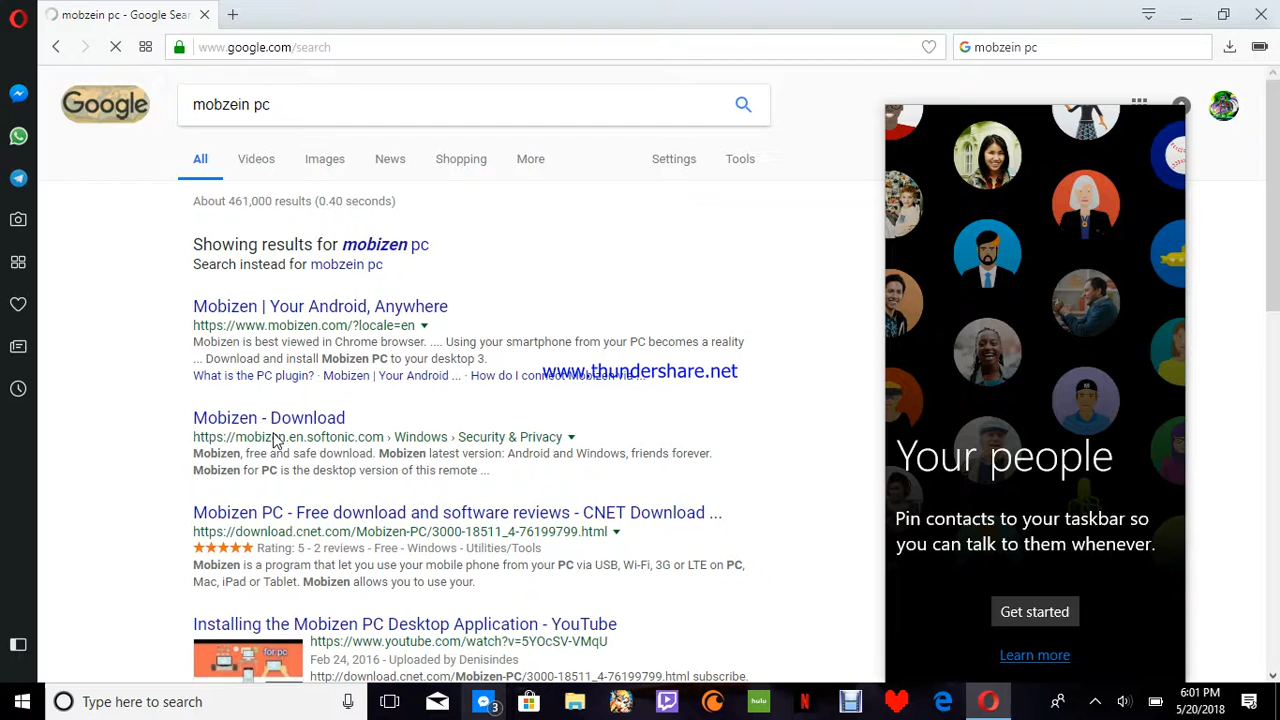 mobzein pc - Google Sear
www.google.com/search
mobzein pc
Google
mobzein pc
All Videos Images News Shopping More Settings Tools
About 461,000 results (0.40 seconds)
Showing results for mobizen pc
Search instead for mobzein pc
Mobizen | Your Android, Anywhere
https://www.mobizen.com/?locale=en
Mobizen is best viewed in Chrome browser. .... Using your smartphone from your PC becomes a reality
... Download and install Mobizen PC to your desktop 3.
What is the PC plugin? · Mobizen | Your Android ... · How do I connect Mobizen via ...
www.thundershare.net
Mobizen - Download
https://mobizen.en.softonic.com › Windows › Security & Privacy
Mobizen, free and safe download. Mobizen latest version: Android and Windows, friends forever.
Mobizen for PC is the desktop version of this remote ...
Mobizen PC - Free download and software reviews - CNET Download ...
https://download.cnet.com/Mobizen-PC/3000-18511_4-76199799.html
Rating: 5 - 2 reviews - Free - Windows - Utilities/Tools
Mobizen is a program that let you use your mobile phone from your PC via USB, Wi-Fi, 3G or LTE on PC,
Mac, iPad or Tablet. Mobizen allows you to use your.
Installing the Mobizen PC Desktop Application - YouTube
https://www.youtube.com/watch?v=5YOcSV-VMqU
Feb 24, 2016 - Uploaded by Denisindes
http://download.cnet.com/Mobizen-PC/3000-18511_4-76199799.html subscribe.
for pc
Your people
Pin contacts to your taskbar so
you can talk to them whenever.
Get started
Learn more
Type here to search
3
hulu
N
6:01 PM
5/20/2018